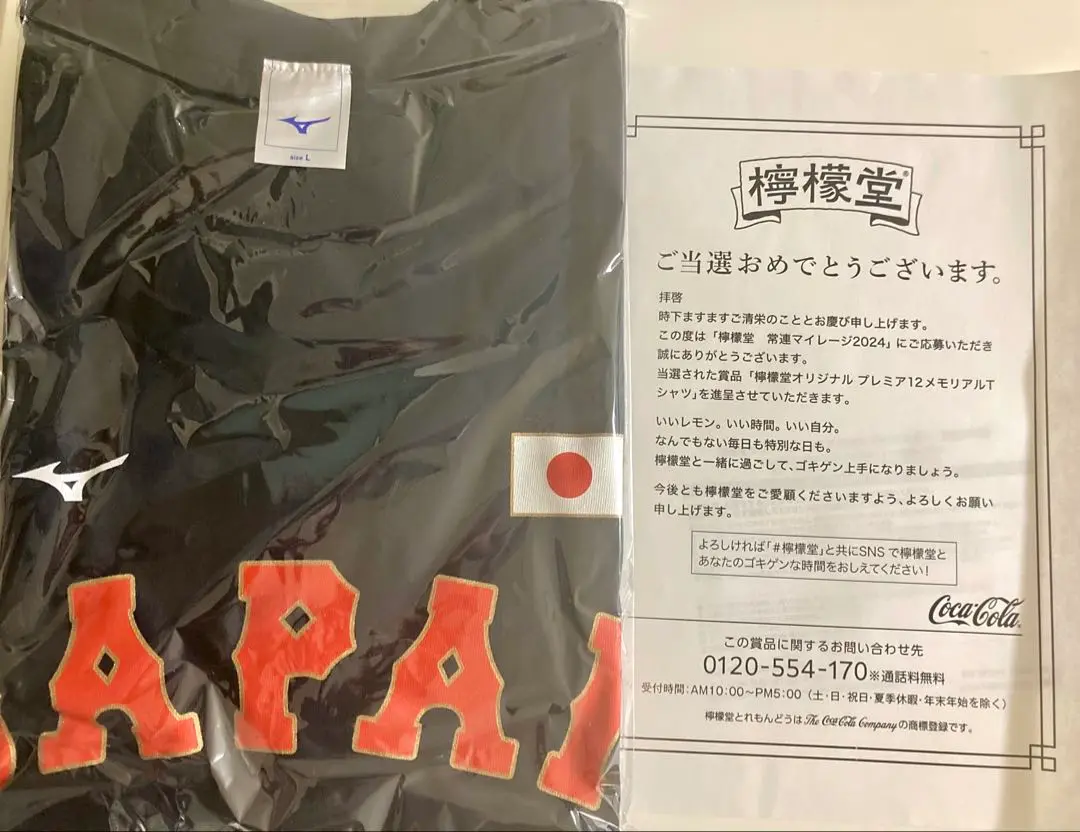 size L
JAPAN
檸檬堂®
ご当選おめでとうございます。
拝啓
時下ますますご清栄のこととお慶び申し上げます。
この度は「檸檬堂 常連マイレージ2024」にご応募いただき
誠にありがとうございます。
当選された賞品「檸檬堂オリジナル プレミア12メモリアルT
シャツ」を進呈させていただきます。
いいレモン。いい時間。いい自分。
なんでもない毎日も特別な日も。
檸檬堂と一緒に過ごして、ゴキゲン上手になりましょう。
今後とも檸檬堂をご愛顧くださいますよう、よろしくお願い
申し上げます。
よろしければ「#檸檬堂」と共にSNSで檸檬堂と
あなたのゴキゲンな時間をおしえてください!
Coca-Cola
この賞品に関するお問い合わせ先
0120-554-170※通話料無料
受付時間:AM10:00〜PM5:00（土・日・祝日・夏季休暇・年末年始を除く）
檸檬堂とれもんどうはThe Coca-Cola Companyの商標登録です。